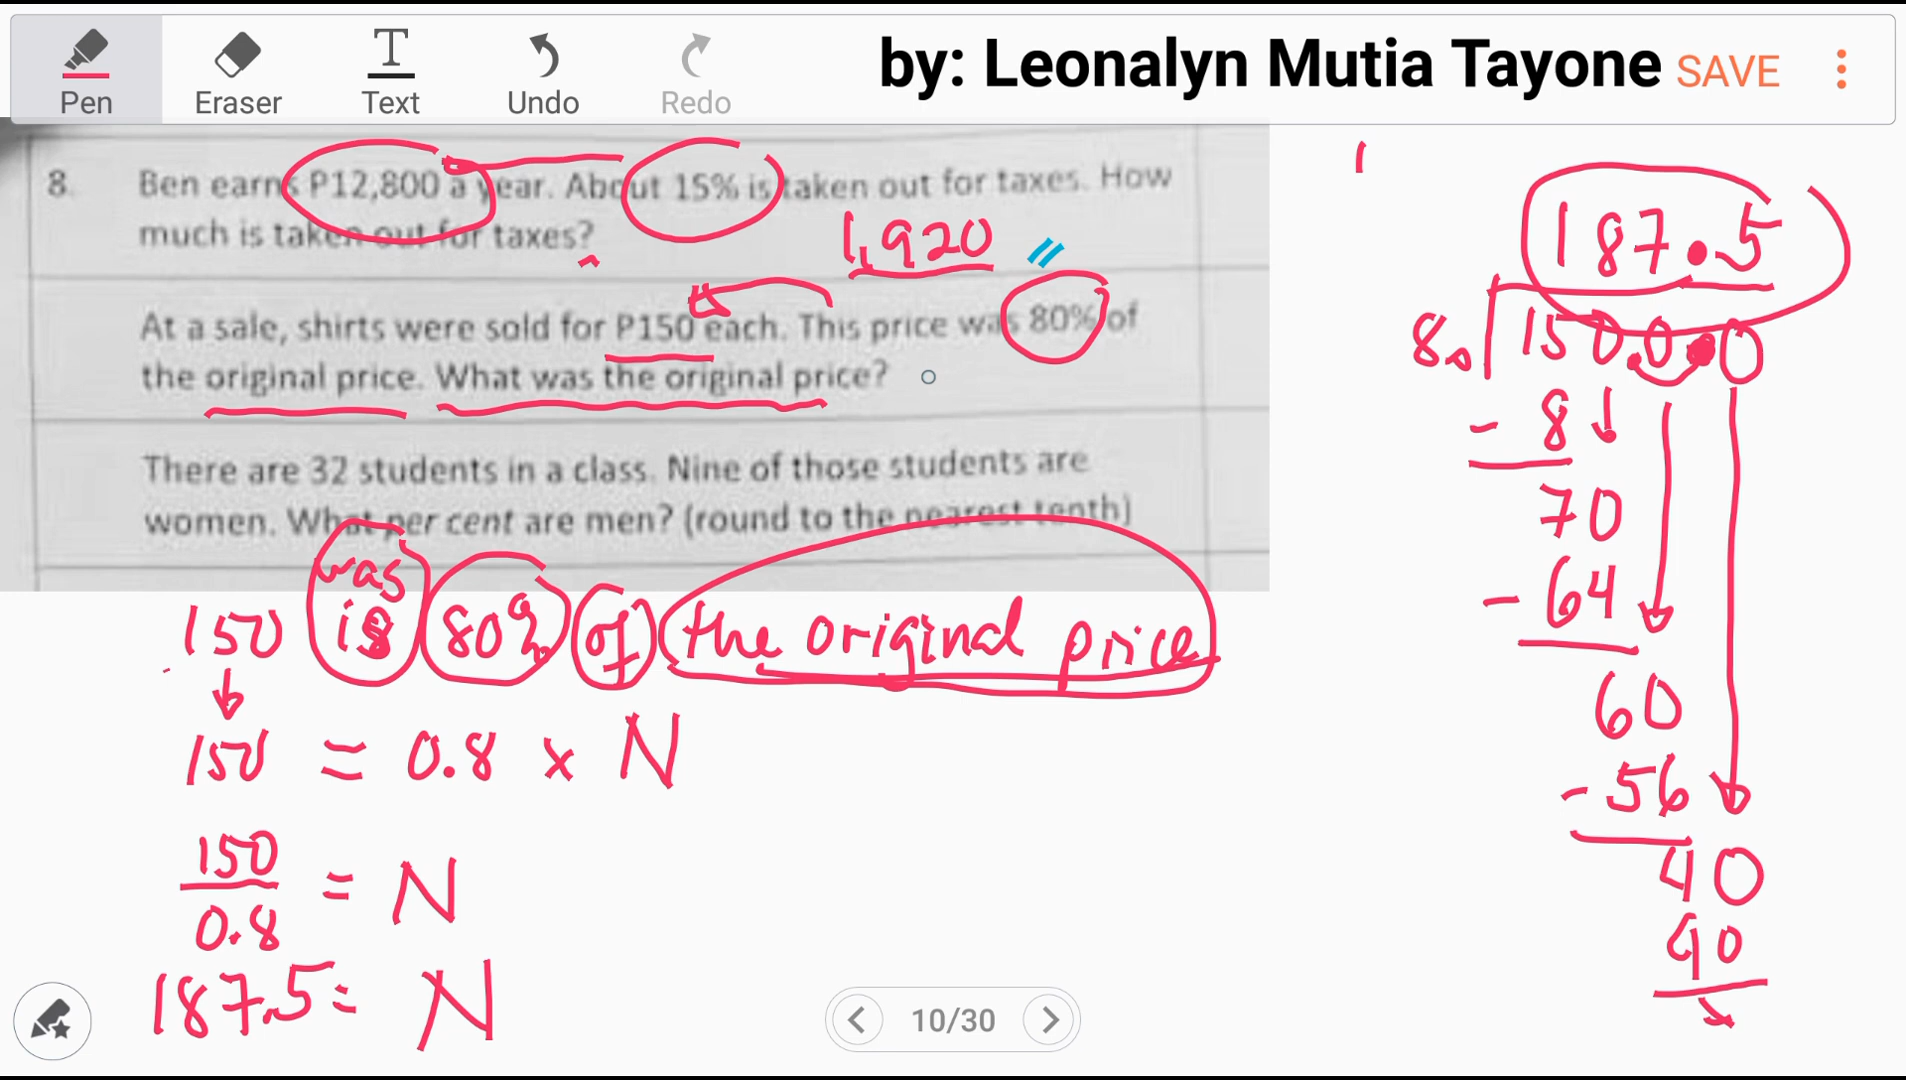 Pen Eraser Text Undo Redo by: Leonalyn Mutia Tayone SAVE
8. Ben earns P12,800 a year. About 15% is taken out for taxes. How
much is taken out for taxes?
1,920
At a sale, shirts were sold for P150 each. This price was 80% of
the original price. What was the original price?
There are 32 students in a class. Nine of those students are
women. What per cent are men? (round to the nearest tenth)
was
150 is 80% of the original price
150 = 0.8 x N
150
0.8
= N
187.5 = N
187.5
8. 150.0.0
- 8
70
- 64
60
- 56
40
40
10/30